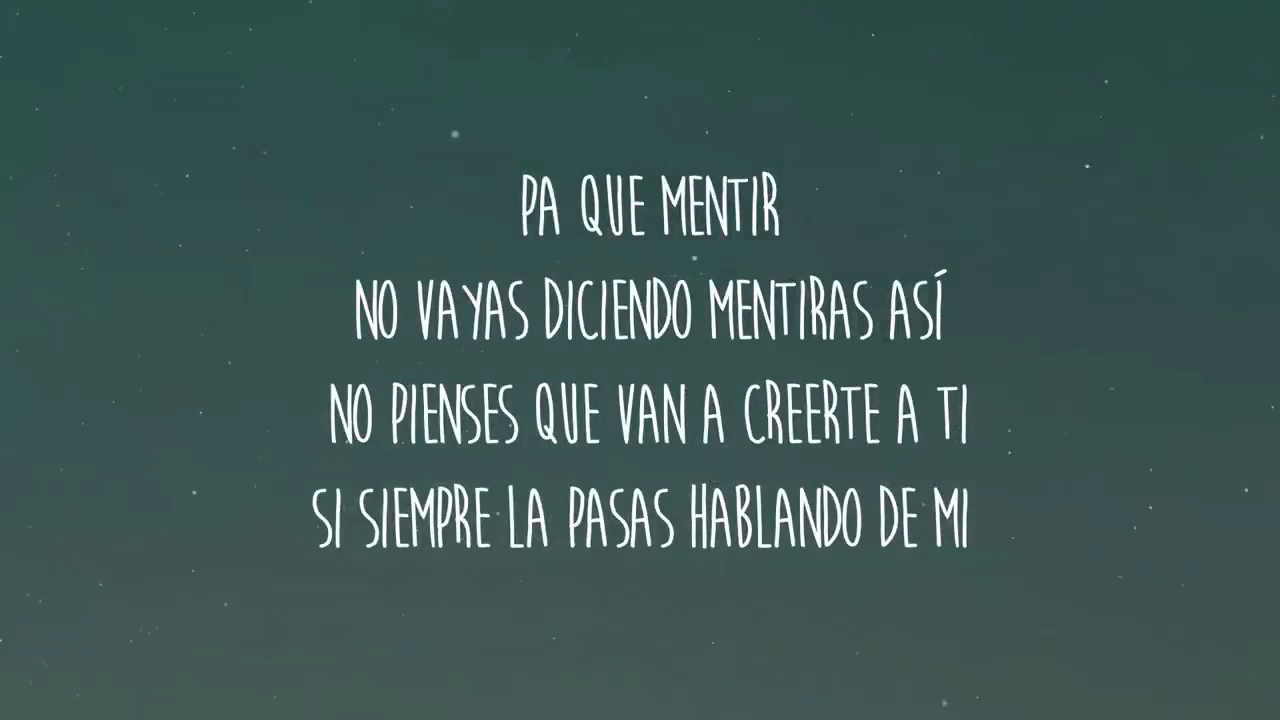 PA QUE MENTIR
NO VAYAS DICIENDO MENTIRAS ASÍ
NO PIENSES QUE VAN A CREERTE A TI
SI SIEMPRE LA PASAS HABLANDO DE MI